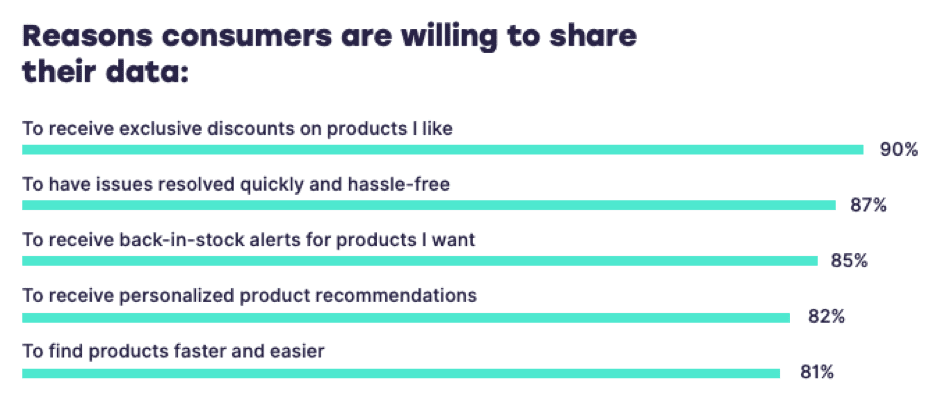 Reasons consumers are willing to share
their data:
To receive exclusive discounts on products I like
90%
To have issues resolved quickly and hassle-free
87%
To receive back-in-stock alerts for products I want
85%
To receive personalized product recommendations
82%
To find products faster and easier
81%